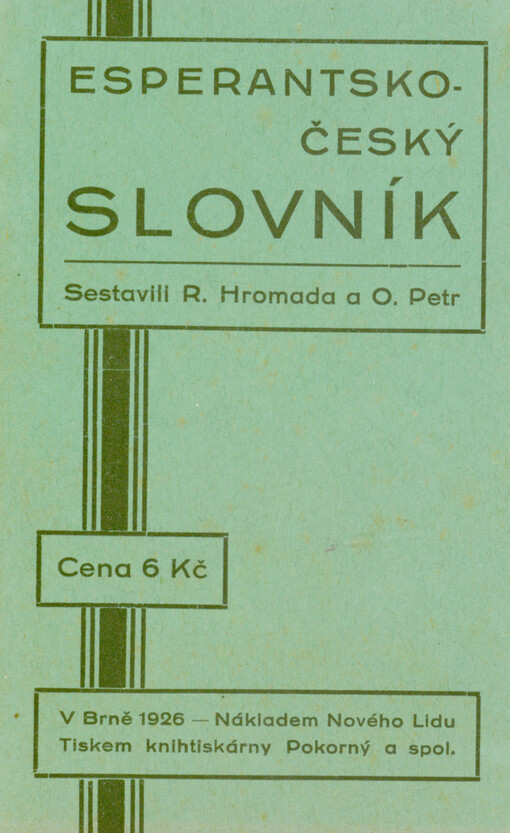 ESPERANTSKO-
ČESKÝ
SLOVNÍK
Sestavili R. Hromada a O. Petr
Cena 6 Kč
V Brně 1926 — Nákladem Nového Lidu
Tiskem knihtiskárny Pokorný a spol.